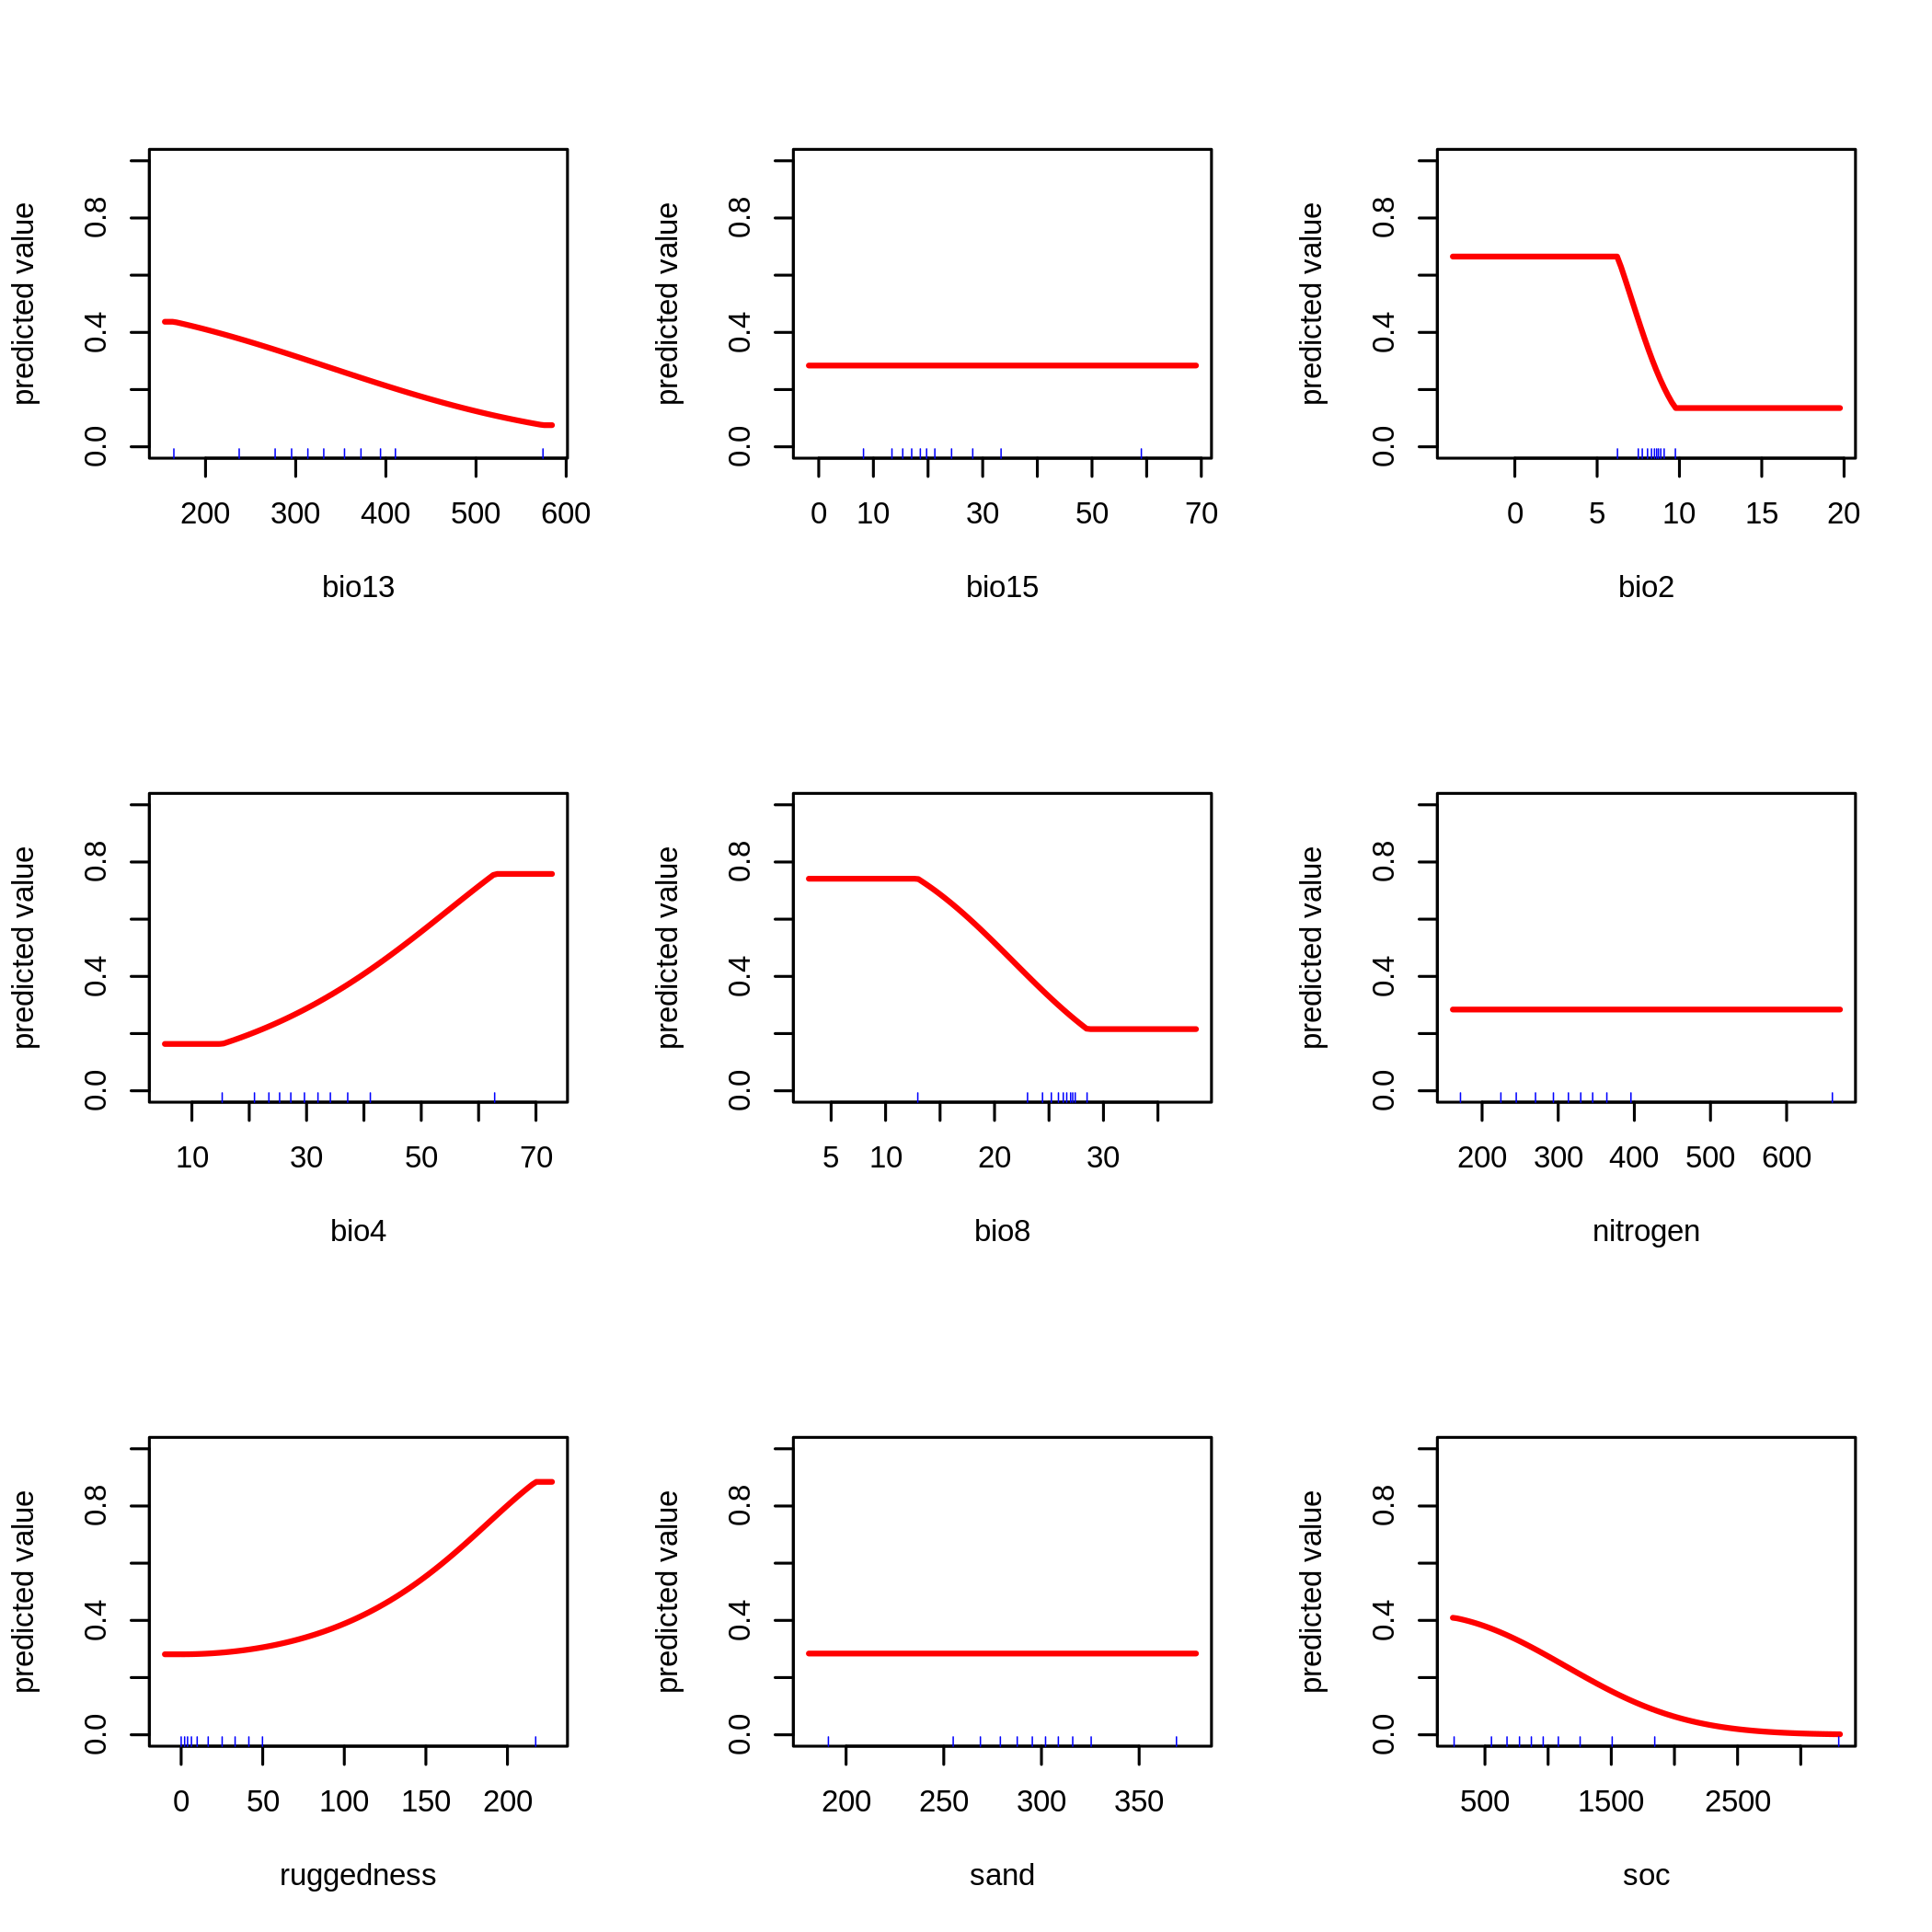 predicted value
0.0 0.4 0.8
200 300 400 500 600
bio13
predicted value
0.0 0.4 0.8
0 10 30 50 70
bio15
predicted value
0.0 0.4 0.8
0 5 10 15 20
bio2
predicted value
0.0 0.4 0.8
10 30 50 70
bio4
predicted value
0.0 0.4 0.8
5 10 20 30
bio8
predicted value
0.0 0.4 0.8
200 300 400 500 600
nitrogen
predicted value
0.0 0.4 0.8
0 50 100 150 200
ruggedness
predicted value
0.0 0.4 0.8
200 250 300 350
sand
predicted value
0.0 0.4 0.8
500 1500 2500
soc